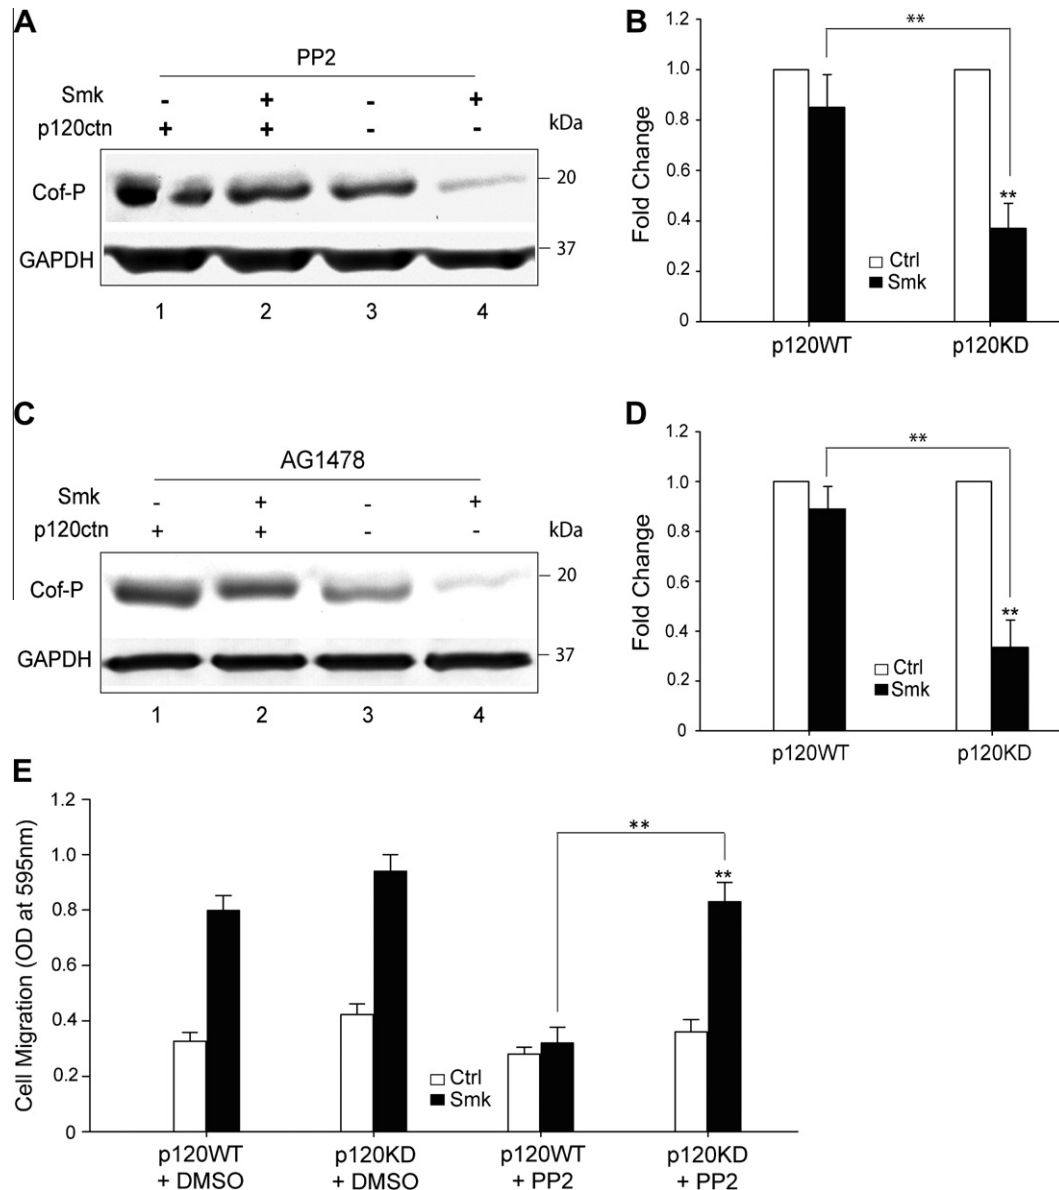 A
PP2
Smk - + - +
p120ctn + + - - kDa
Cof-P 20
GAPDH 37
1 2 3 4
B
1.2
1.0
0.8
0.6
0.4
0.2
0
Fold Change
**
**
Ctrl
Smk
p120WT p120KD
C
AG1478
Smk - + - +
p120ctn + + - - kDa
Cof-P 20
GAPDH 37
1 2 3 4
D
1.2
1.0
0.8
0.6
0.4
0.2
0
Fold Change
**
**
Ctrl
Smk
p120WT p120KD
E
1.2
1.0
0.8
0.6
0.4
0.2
0
Cell Migration (OD at 595nm)
**
**
Ctrl
Smk
p120WT p120KD p120WT p120KD
+ DMSO + DMSO + PP2 + PP2